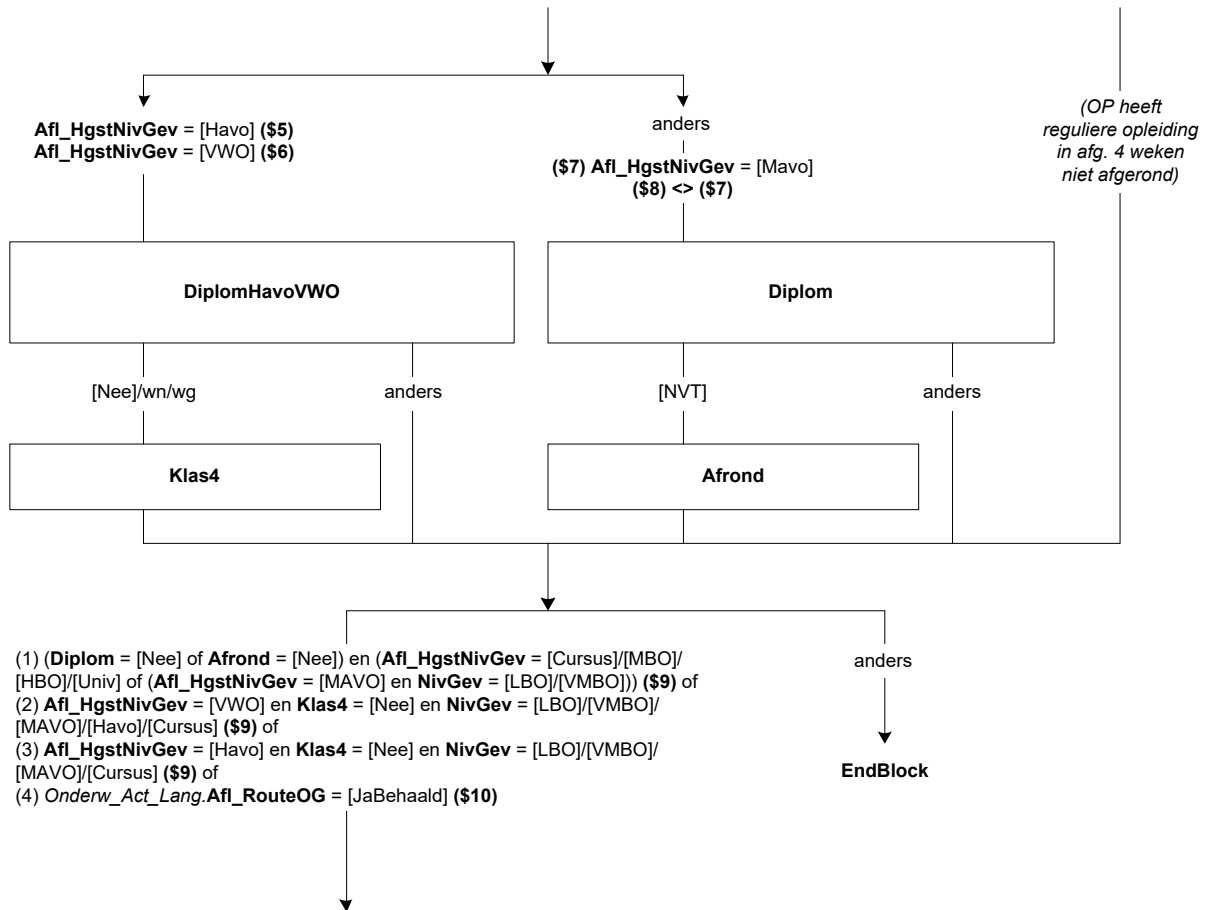 Afl_HgstNivGev = [Havo] ($5)
Afl_HgstNivGev = [VWO] ($6)
anders
($7) Afl_HgstNivGev = [Mavo]
($8) <> ($7)
(OP heeft
reguliere opleiding
in afg. 4 weken
niet afgerond)
DiplomHavoVWO
Diplom
[Nee]/wn/wg
anders
[NVT]
anders
Klas4
Afrond
(1) (Diplom = [Nee] of Afrond = [Nee]) en (Afl_HgstNivGev = [Cursus]/[MBO]/
[HBO]/[Univ] of (Afl_HgstNivGev = [MAVO] en NivGev = [LBO]/[VMBO])) ($9) of
(2) Afl_HgstNivGev = [VWO] en Klas4 = [Nee] en NivGev = [LBO]/[VMBO]/
[MAVO]/[Havo]/[Cursus] ($9) of
(3) Afl_HgstNivGev = [Havo] en Klas4 = [Nee] en NivGev = [LBO]/[VMBO]/
[MAVO]/[Cursus] ($9) of
(4) Onderw_Act_Lang.Afl_RouteOG = [JaBehaald] ($10)
anders
EndBlock